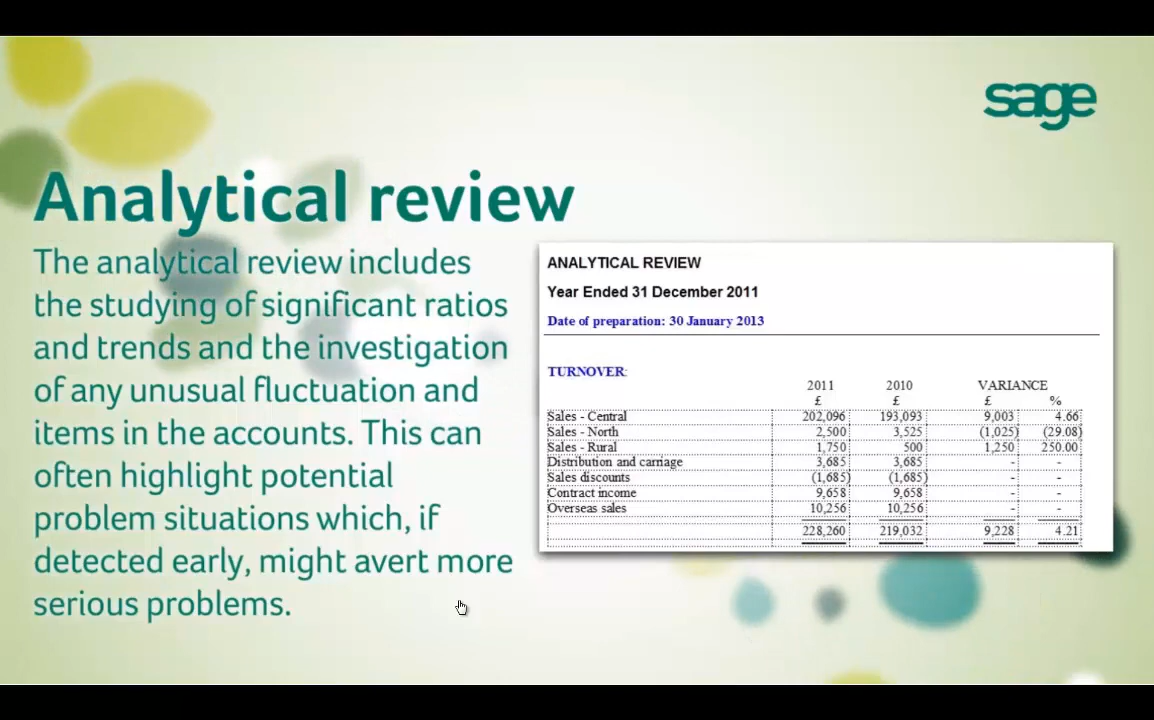 sage
Analytical review
The analytical review includes
the studying of significant ratios
and trends and the investigation
of any unusual fluctuation and
items in the accounts. This can
often highlight potential
problem situations which, if
detected early, might avert more
serious problems.
ANALYTICAL REVIEW
Year Ended 31 December 2011
Date of preparation: 30 January 2013
TURNOVER:
2011 2010 VARIANCE
£ £ £ %
Sales - Central 202,096 193,093 9,003 4.66
Sales - North 2,500 3,525 (1,025) (29.08)
Sales - Rural 1,750 500 1,250 250.00
Distribution and carriage 3,685 3,685 - -
Sales discounts (1,685) (1,685) - -
Contract income 9,658 9,658 - -
Overseas sales 10,256 10,256 - -
228,260 219,032 9,228 4.21